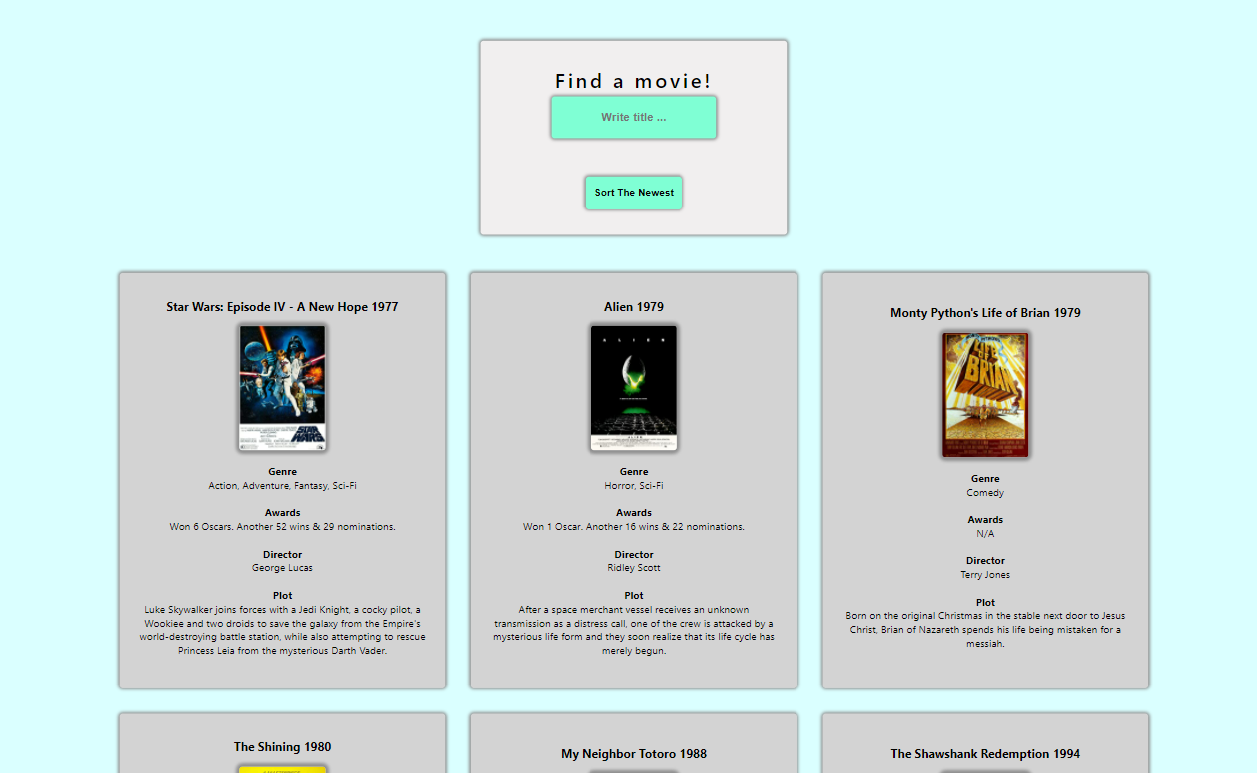 Find a movie!
Write title ...
Sort The Newest
Star Wars: Episode IV - A New Hope 1977
STAR WARS
Genre
Action, Adventure, Fantasy, Sci-Fi
Awards
Won 6 Oscars. Another 52 wins & 29 nominations.
Director
George Lucas
Plot
Luke Skywalker joins forces with a Jedi Knight, a cocky pilot, a
Wookiee and two droids to save the galaxy from the Empire's
world-destroying battle station, while also attempting to rescue
Princess Leia from the mysterious Darth Vader.
Alien 1979
ALIEN
Genre
Horror, Sci-Fi
Awards
Won 1 Oscar. Another 16 wins & 22 nominations.
Director
Ridley Scott
Plot
After a space merchant vessel receives an unknown
transmission as a distress call, one of the crew is attacked by a
mysterious life form and they soon realize that its life cycle has
merely begun.
Monty Python's Life of Brian 1979
LIFE
OF
BRIAN
Genre
Comedy
Awards
N/A
Director
Terry Jones
Plot
Born on the original Christmas in the stable next door to Jesus
Christ, Brian of Nazareth spends his life being mistaken for a
messiah.
The Shining 1980
My Neighbor Totoro 1988
The Shawshank Redemption 1994